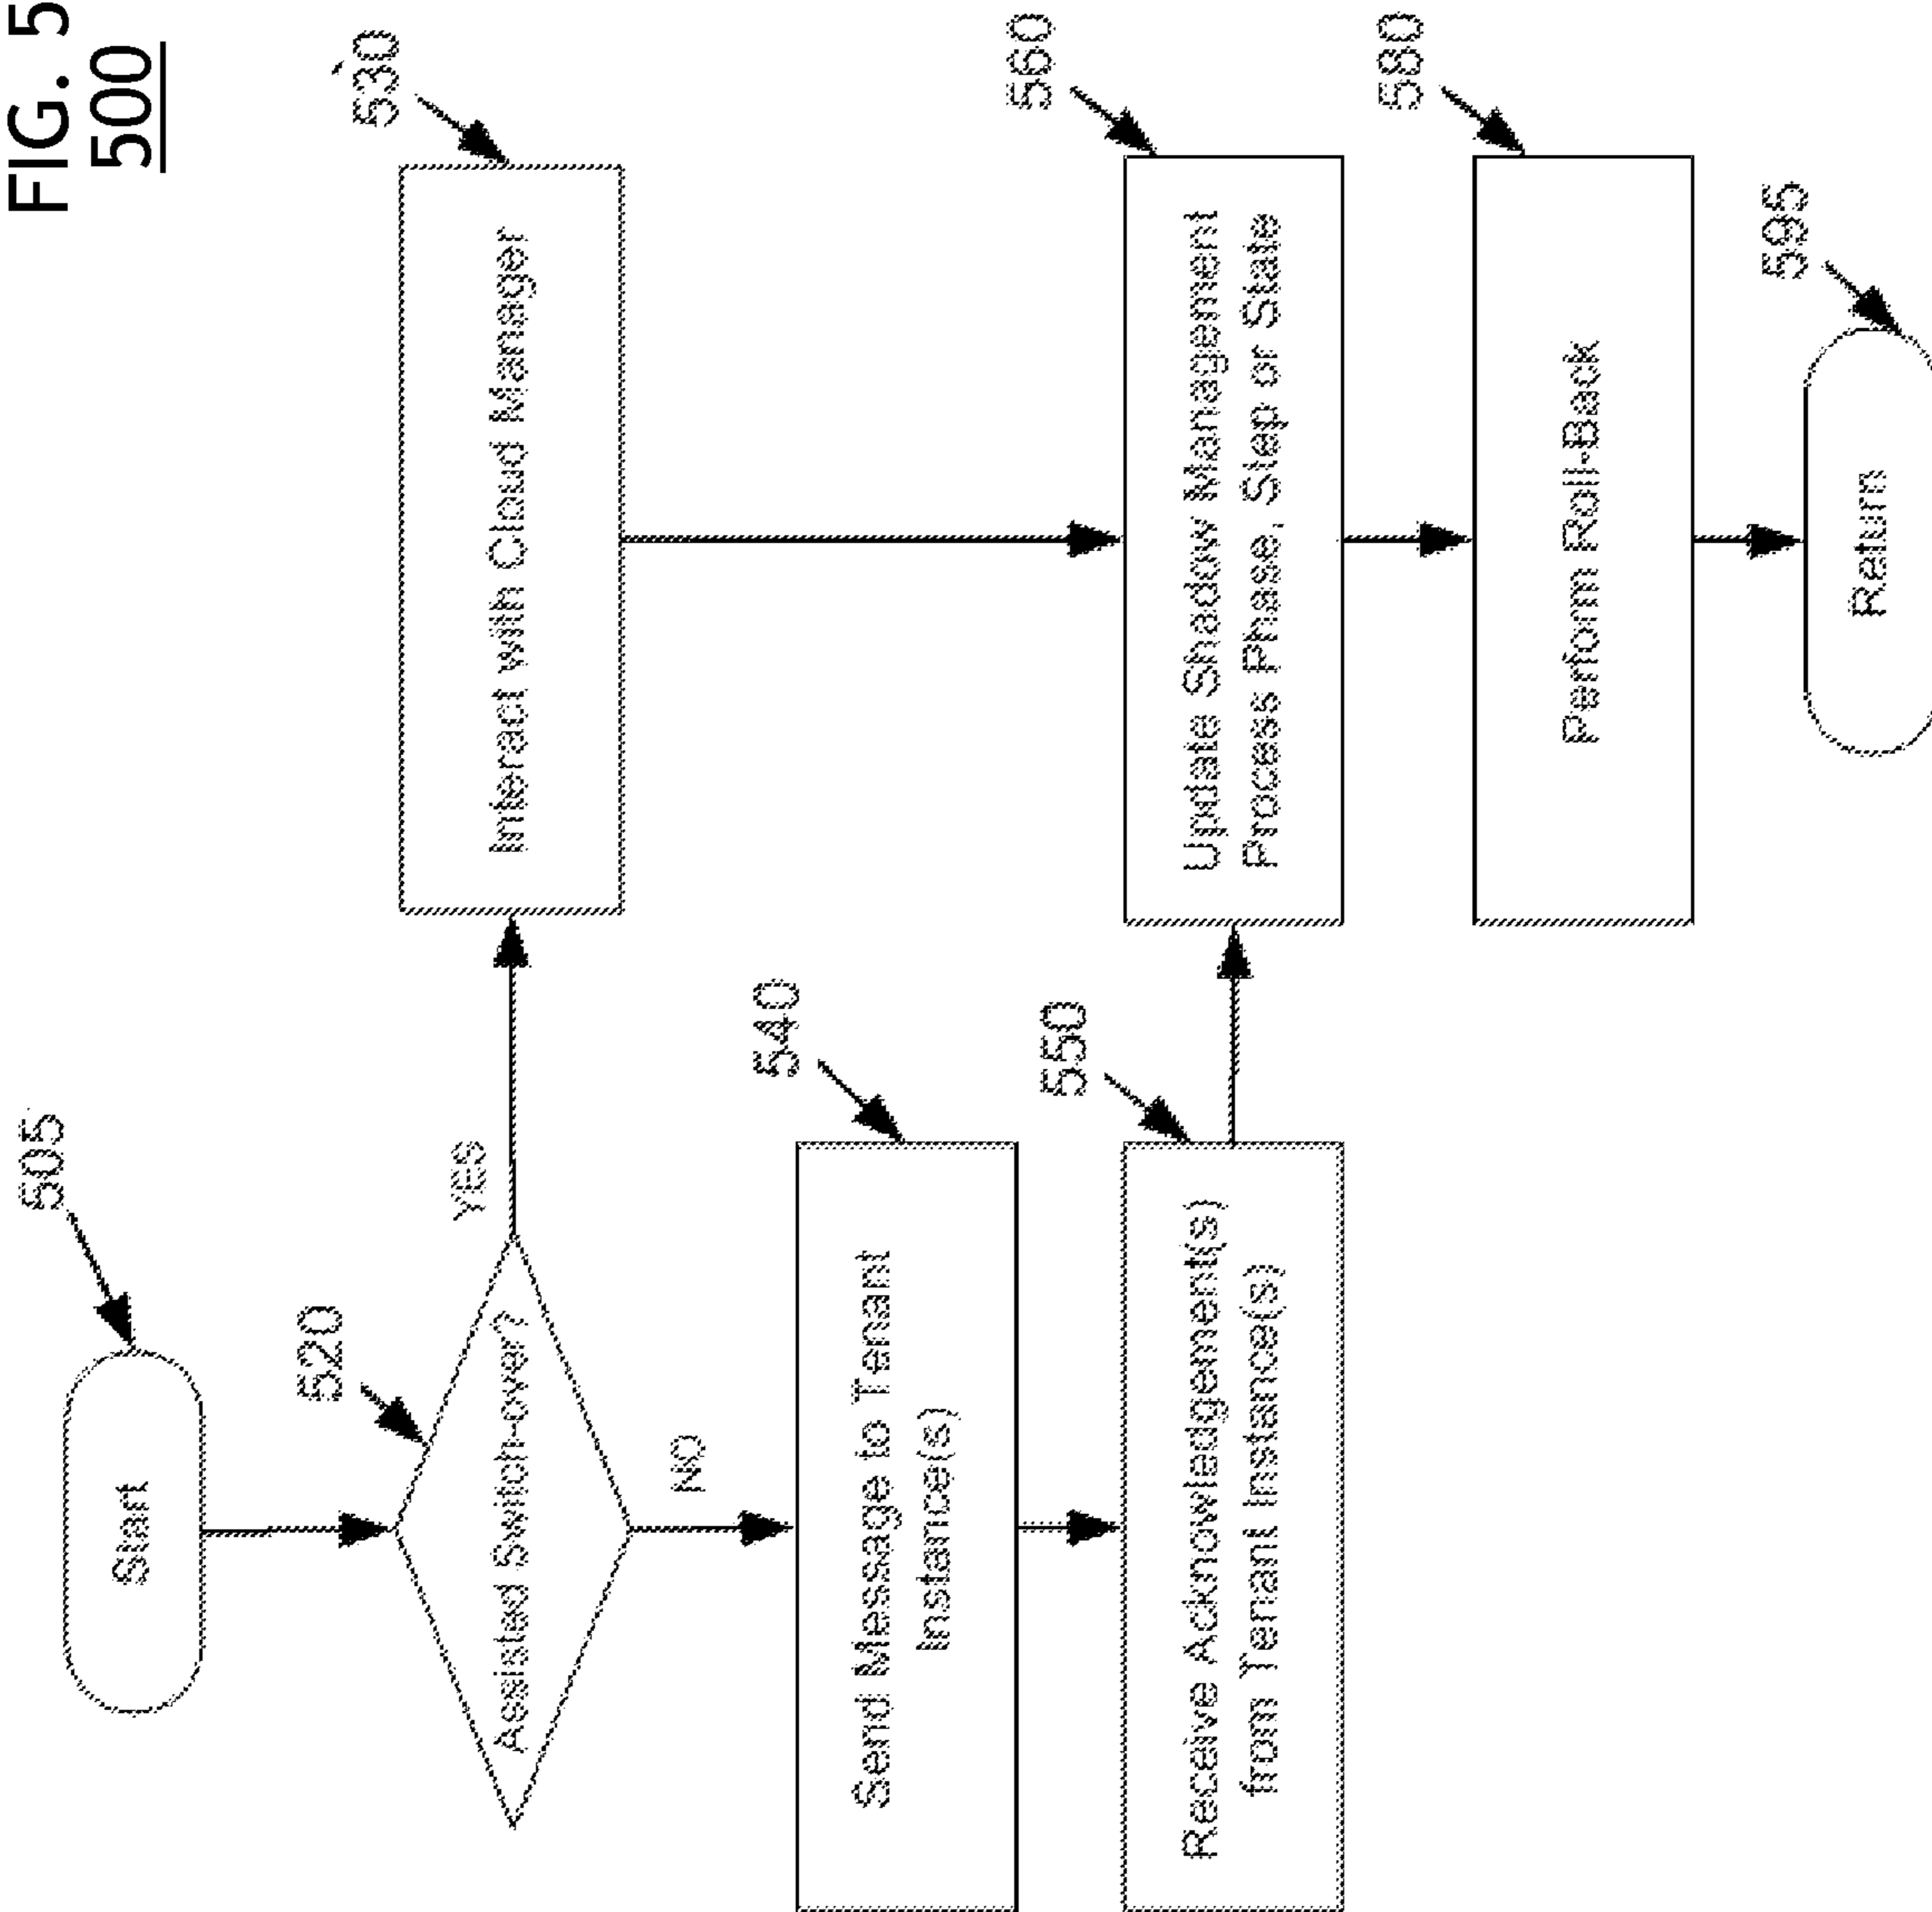 FIG. 5
500
505
Start
520
Assisted Switch-over?
YES
530
Interact with Cloud Manager
NO
540
Send Message to Tenant
Instance(s)
550
Receive Acknowledgement(s)
from Tenant Instance(s)
560
Update Shadow Management
Process Phase, Step or State
580
Perform Roll-Back
595
Return